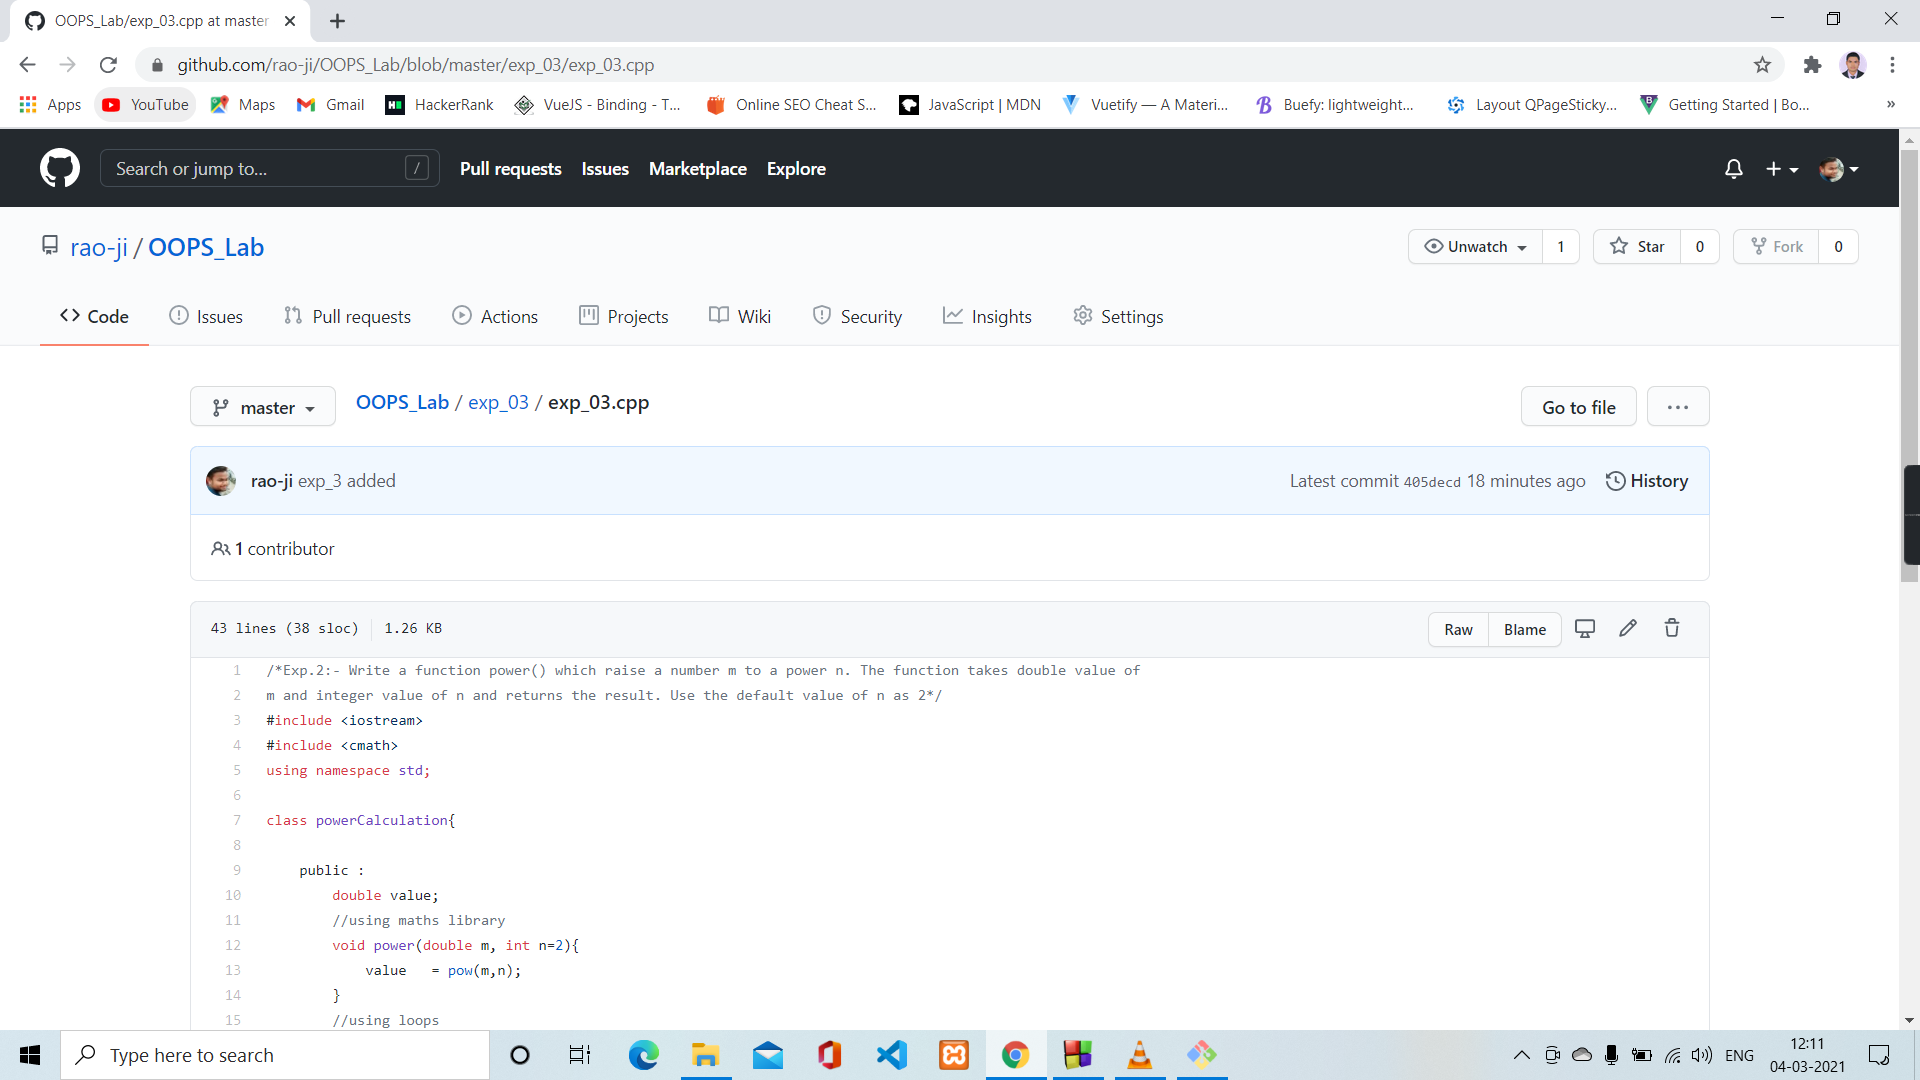 OOPS_Lab/exp_03.cpp at master
github.com/rao-ji/OOPS_Lab/blob/master/exp_03/exp_03.cpp
Apps YouTube Maps Gmail HackerRank VueJS - Binding - T... Online SEO Cheat S... JavaScript | MDN Vuetify — A Materi... Buefy: lightweight... Layout QPageSticky... Getting Started | Bo... »
Search or jump to... / Pull requests Issues Marketplace Explore
rao-ji / OOPS_Lab Unwatch 1 Star 0 Fork 0
Code Issues Pull requests Actions Projects Wiki Security Insights Settings
master OOPS_Lab / exp_03 / exp_03.cpp Go to file ...
rao-ji exp_3 added Latest commit 405decd 18 minutes ago History
1 contributor
43 lines (38 sloc) 1.26 KB Raw Blame
1 /*Exp.2:- Write a function power() which raise a number m to a power n. The function takes double value of
2 m and integer value of n and returns the result. Use the default value of n as 2*/
3 #include <iostream>
4 #include <cmath>
5 using namespace std;
6
7 class powerCalculation{
8
9 public :
10 double value;
11 //using maths library
12 void power(double m, int n=2){
13 value = pow(m,n);
14 }
15 //using loops
Type here to search ENG 12:11
04-03-2021